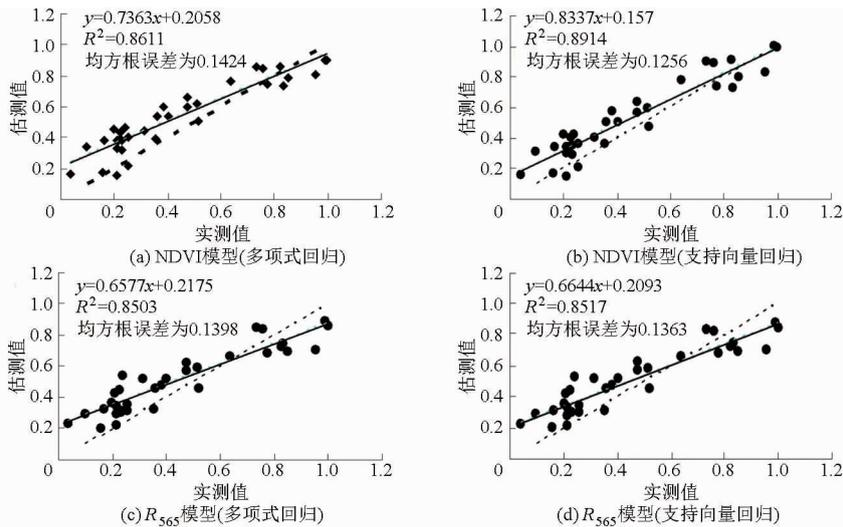 y=0.7363x+0.2058
R²=0.8611
均方根误差为0.1424
1.2
1.0
0.8
0.6
0.4
0.2
估测值
0 0.2 0.4 0.6 0.8 1.0 1.2
实测值
(a) NDVI模型(多项式回归)
y=0.8337x+0.157
R²=0.8914
均方根误差为0.1256
1.2
1.0
0.8
0.6
0.4
0.2
估测值
0 0.2 0.4 0.6 0.8 1.0 1.2
实测值
(b) NDVI模型(支持向量回归)
y=0.6577x+0.2175
R²=0.8503
均方根误差为0.1398
1.2
1.0
0.8
0.6
0.4
0.2
估测值
0 0.2 0.4 0.6 0.8 1.0 1.2
实测值
(c) R₅₆₅模型(多项式回归)
y=0.6644x+0.2093
R²=0.8517
均方根误差为0.1363
1.2
1.0
0.8
0.6
0.4
0.2
估测值
0 0.2 0.4 0.6 0.8 1.0 1.2
实测值
(d) R₅₆₅模型(支持向量回归)